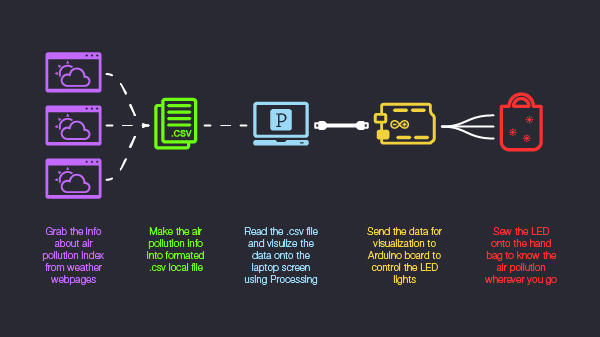 .CSV
P
Grab the info
about air
pollution index
from weather
webpages
Make the air
pollution info
into formated
.csv local file
Read the .csv file
and visulize the
data onto the
laptop screen
using Processing
Send the data for
visualization to
Arduino board to
control the LED
lights
Sew the LED
onto the hand
bag to know the
air pollution
wherever you go